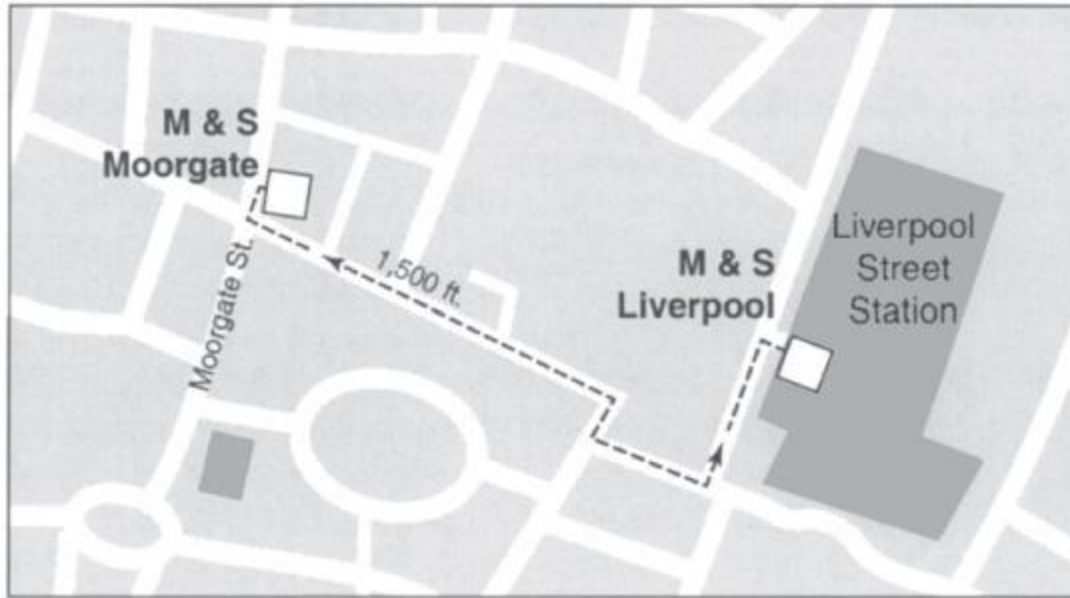 M & S
Moorgate
Moorgate St.
1,500 ft.
M & S
Liverpool
Liverpool
Street
Station